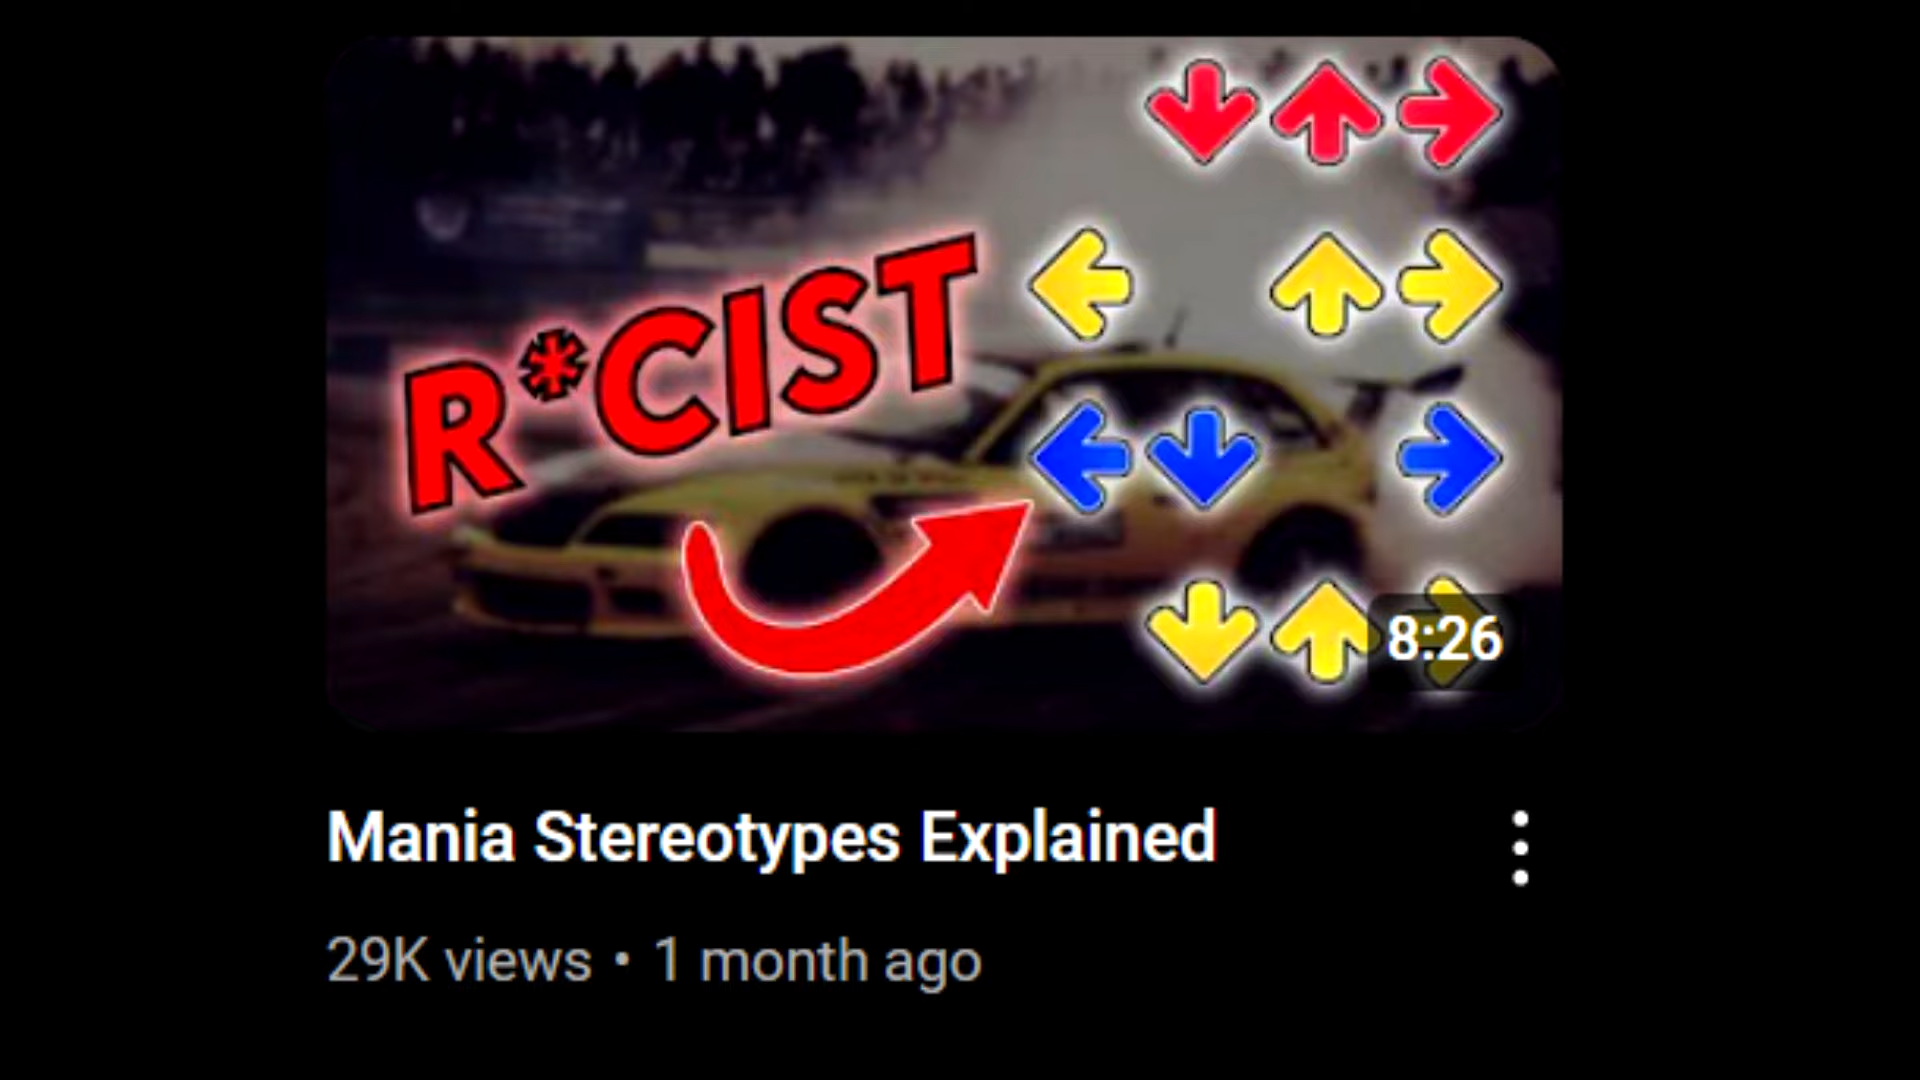 R*CIST
8:26
Mania Stereotypes Explained
29K views • 1 month ago